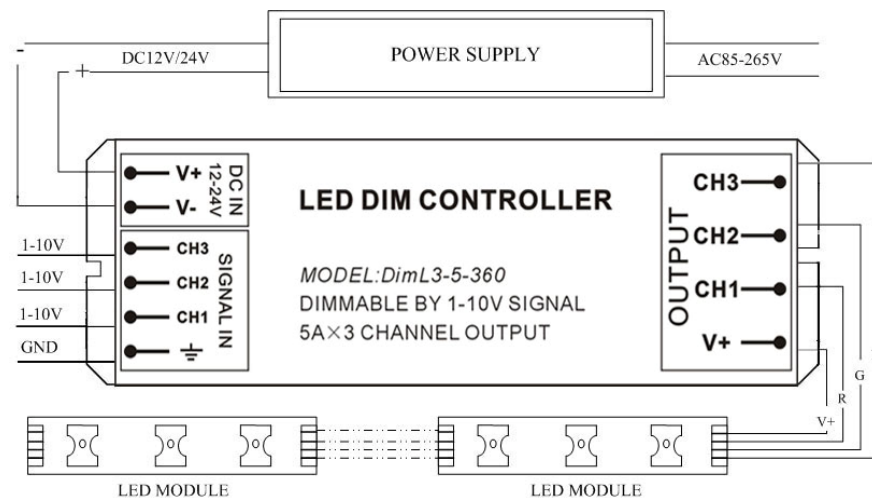 -
DC12V/24V
POWER SUPPLY
AC85-265V
+
V+
V-
DC IN
12-24V
LED DIM CONTROLLER
MODEL:DimL3-5-360
DIMMABLE BY 1-10V SIGNAL
5A×3 CHANNEL OUTPUT
1-10V
1-10V
1-10V
GND
CH3
CH2
CH1
SIGNAL IN
OUTPUT
CH3
CH2
CH1
V+
G
R
V+
LED MODULE
LED MODULE